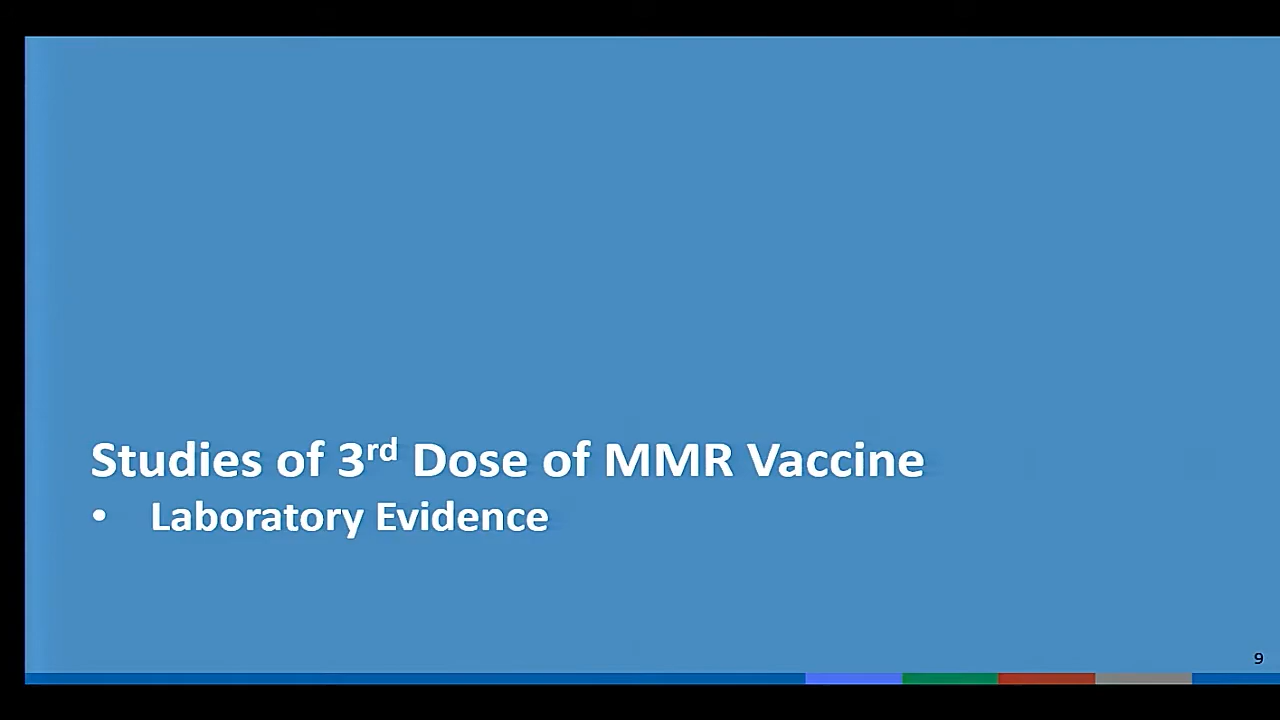 Studies of 3rd Dose of MMR Vaccine
• Laboratory Evidence
9